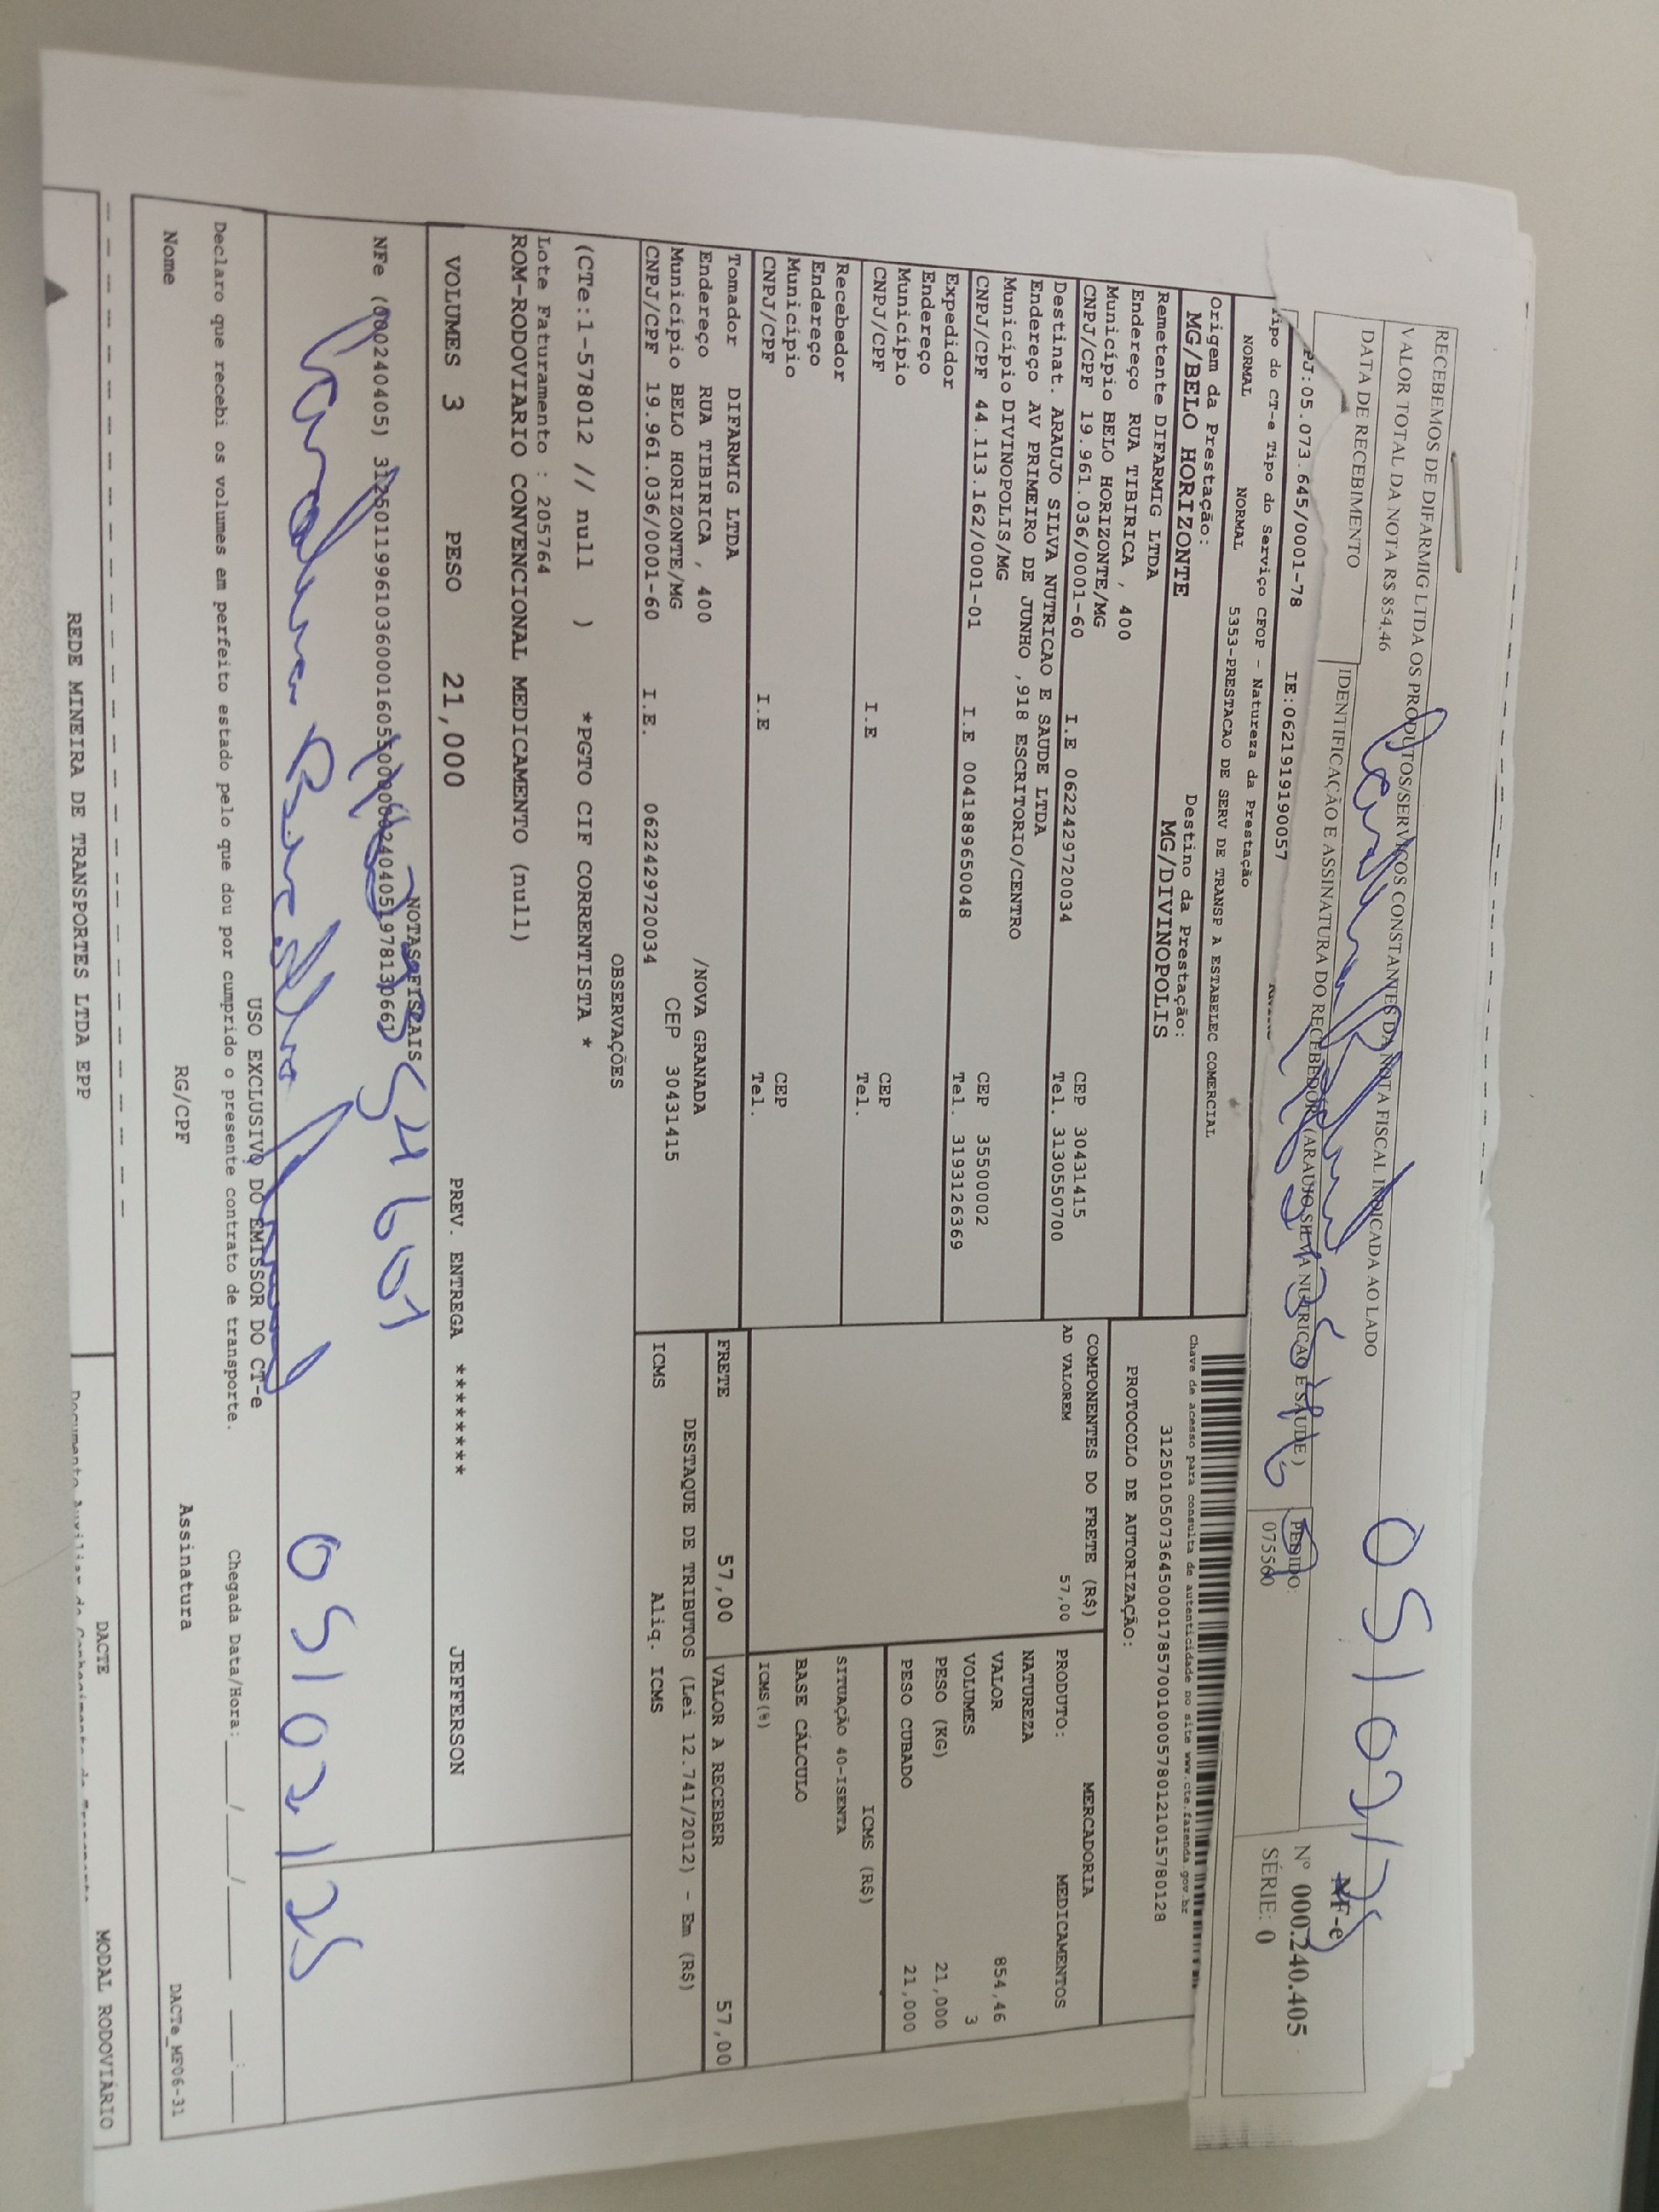 RECEBEMOS DE DIFARMIG LTDA OS PRODUTOS/SERVIÇOS CONSTANTES DA NOTA FISCAL INDICADA AO LADO
VALOR TOTAL DA NOTA R$ 854,46
05/02/25
DATA DE RECEBIMENTO
IDENTIFICAÇÃO E ASSINATURA DO RECEBEDOR (ARAUJO SILVA NUTRICAO E SAUDE )
PEDIDO:
075560
NF-e
Nº 000.240.405
SÉRIE: 0
PJ:05.073.645/0001-78 IE:0621919190057
Tipo do CT-e Tipo do Serviço CFOP - Natureza da Prestação
NORMAL NORMAL 5353-PRESTACAO DE SERV DE TRANSP A ESTABELEC COMERCIAL
Chave de acesso para consulta de autenticidade no site www.cte.fazenda.gov.br
31250105073645000178570010005780121015780128
PROTOCOLO DE AUTORIZAÇÃO:
Origem da Prestação: Destino da Prestação:
MG/BELO HORIZONTE MG/DIVINOPOLIS
Remetente DIFARMIG LTDA
Endereço RUA TIBIRICA , 400
Município BELO HORIZONTE/MG CEP 30431415
CNPJ/CPF 19.961.036/0001-60 I.E 0622429720034 Tel. 3130550700
Destinat. ARAUJO SILVA NUTRICAO E SAUDE LTDA
Endereço AV PRIMEIRO DE JUNHO ,918 ESCRITORIO/CENTRO
Município DIVINOPOLIS/MG CEP 35500002
CNPJ/CPF 44.113.162/0001-01 I.E 0041889650048 Tel. 3193126369
Expedidor
Endereço
Município CEP
CNPJ/CPF I.E Tel.
Recebedor
Endereço
Município CEP
CNPJ/CPF I.E Tel.
Tomador DIFARMIG LTDA
Endereço RUA TIBIRICA , 400 /NOVA GRANADA
Município BELO HORIZONTE/MG CEP 30431415
CNPJ/CPF 19.961.036/0001-60 I.E. 0622429720034
COMPONENTES DO FRETE (R$)
AD VALOREM 57,00
MERCADORIA
PRODUTO: MEDICAMENTOS
NATUREZA
VALOR 854,46
VOLUMES 3
PESO (KG) 21,000
PESO CUBADO 21,000
ICMS (R$)
SITUAÇÃO 40-ISENTA
BASE CÁLCULO
ICMS(%)
FRETE 57,00 VALOR A RECEBER 57,00
DESTAQUE DE TRIBUTOS (Lei 12.741/2012) - Em (R$)
ICMS Aliq. ICMS
OBSERVAÇÕES
(CTe:1-578012 // null ) *PGTO CIF CORRENTISTA *
Lote Faturamento : 205764
ROM-RODOVIARIO CONVENCIONAL MEDICAMENTO (null)
VOLUMES 3 PESO 21,000 PREV. ENTREGA ******** JEFFERSON
NOTAS FISCAIS
NFe (000240405) 31250119961036000160550000002404051978130661
05/02/25
USO EXCLUSIVO DO EMISSOR DO CT-e
Declaro que recebi os volumes em perfeito estado pelo que dou por cumprido o presente contrato de transporte.
Chegada Data/Hora:____/____/______ ___:___
Nome RG/CPF Assinatura
DACTe_MF06-31
REDE MINEIRA DE TRANSPORTES LTDA EPP
DACTE
MODAL RODOVIÁRIO